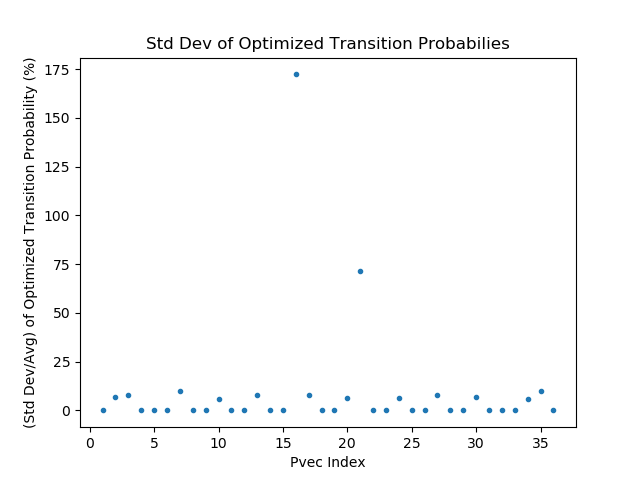 Std Dev of Optimized Transition Probabilies
(Std Dev/Avg) of Optimized Transition Probability (%)
175
150
125
100
75
50
25
0
0 5 10 15 20 25 30 35
Pvec Index